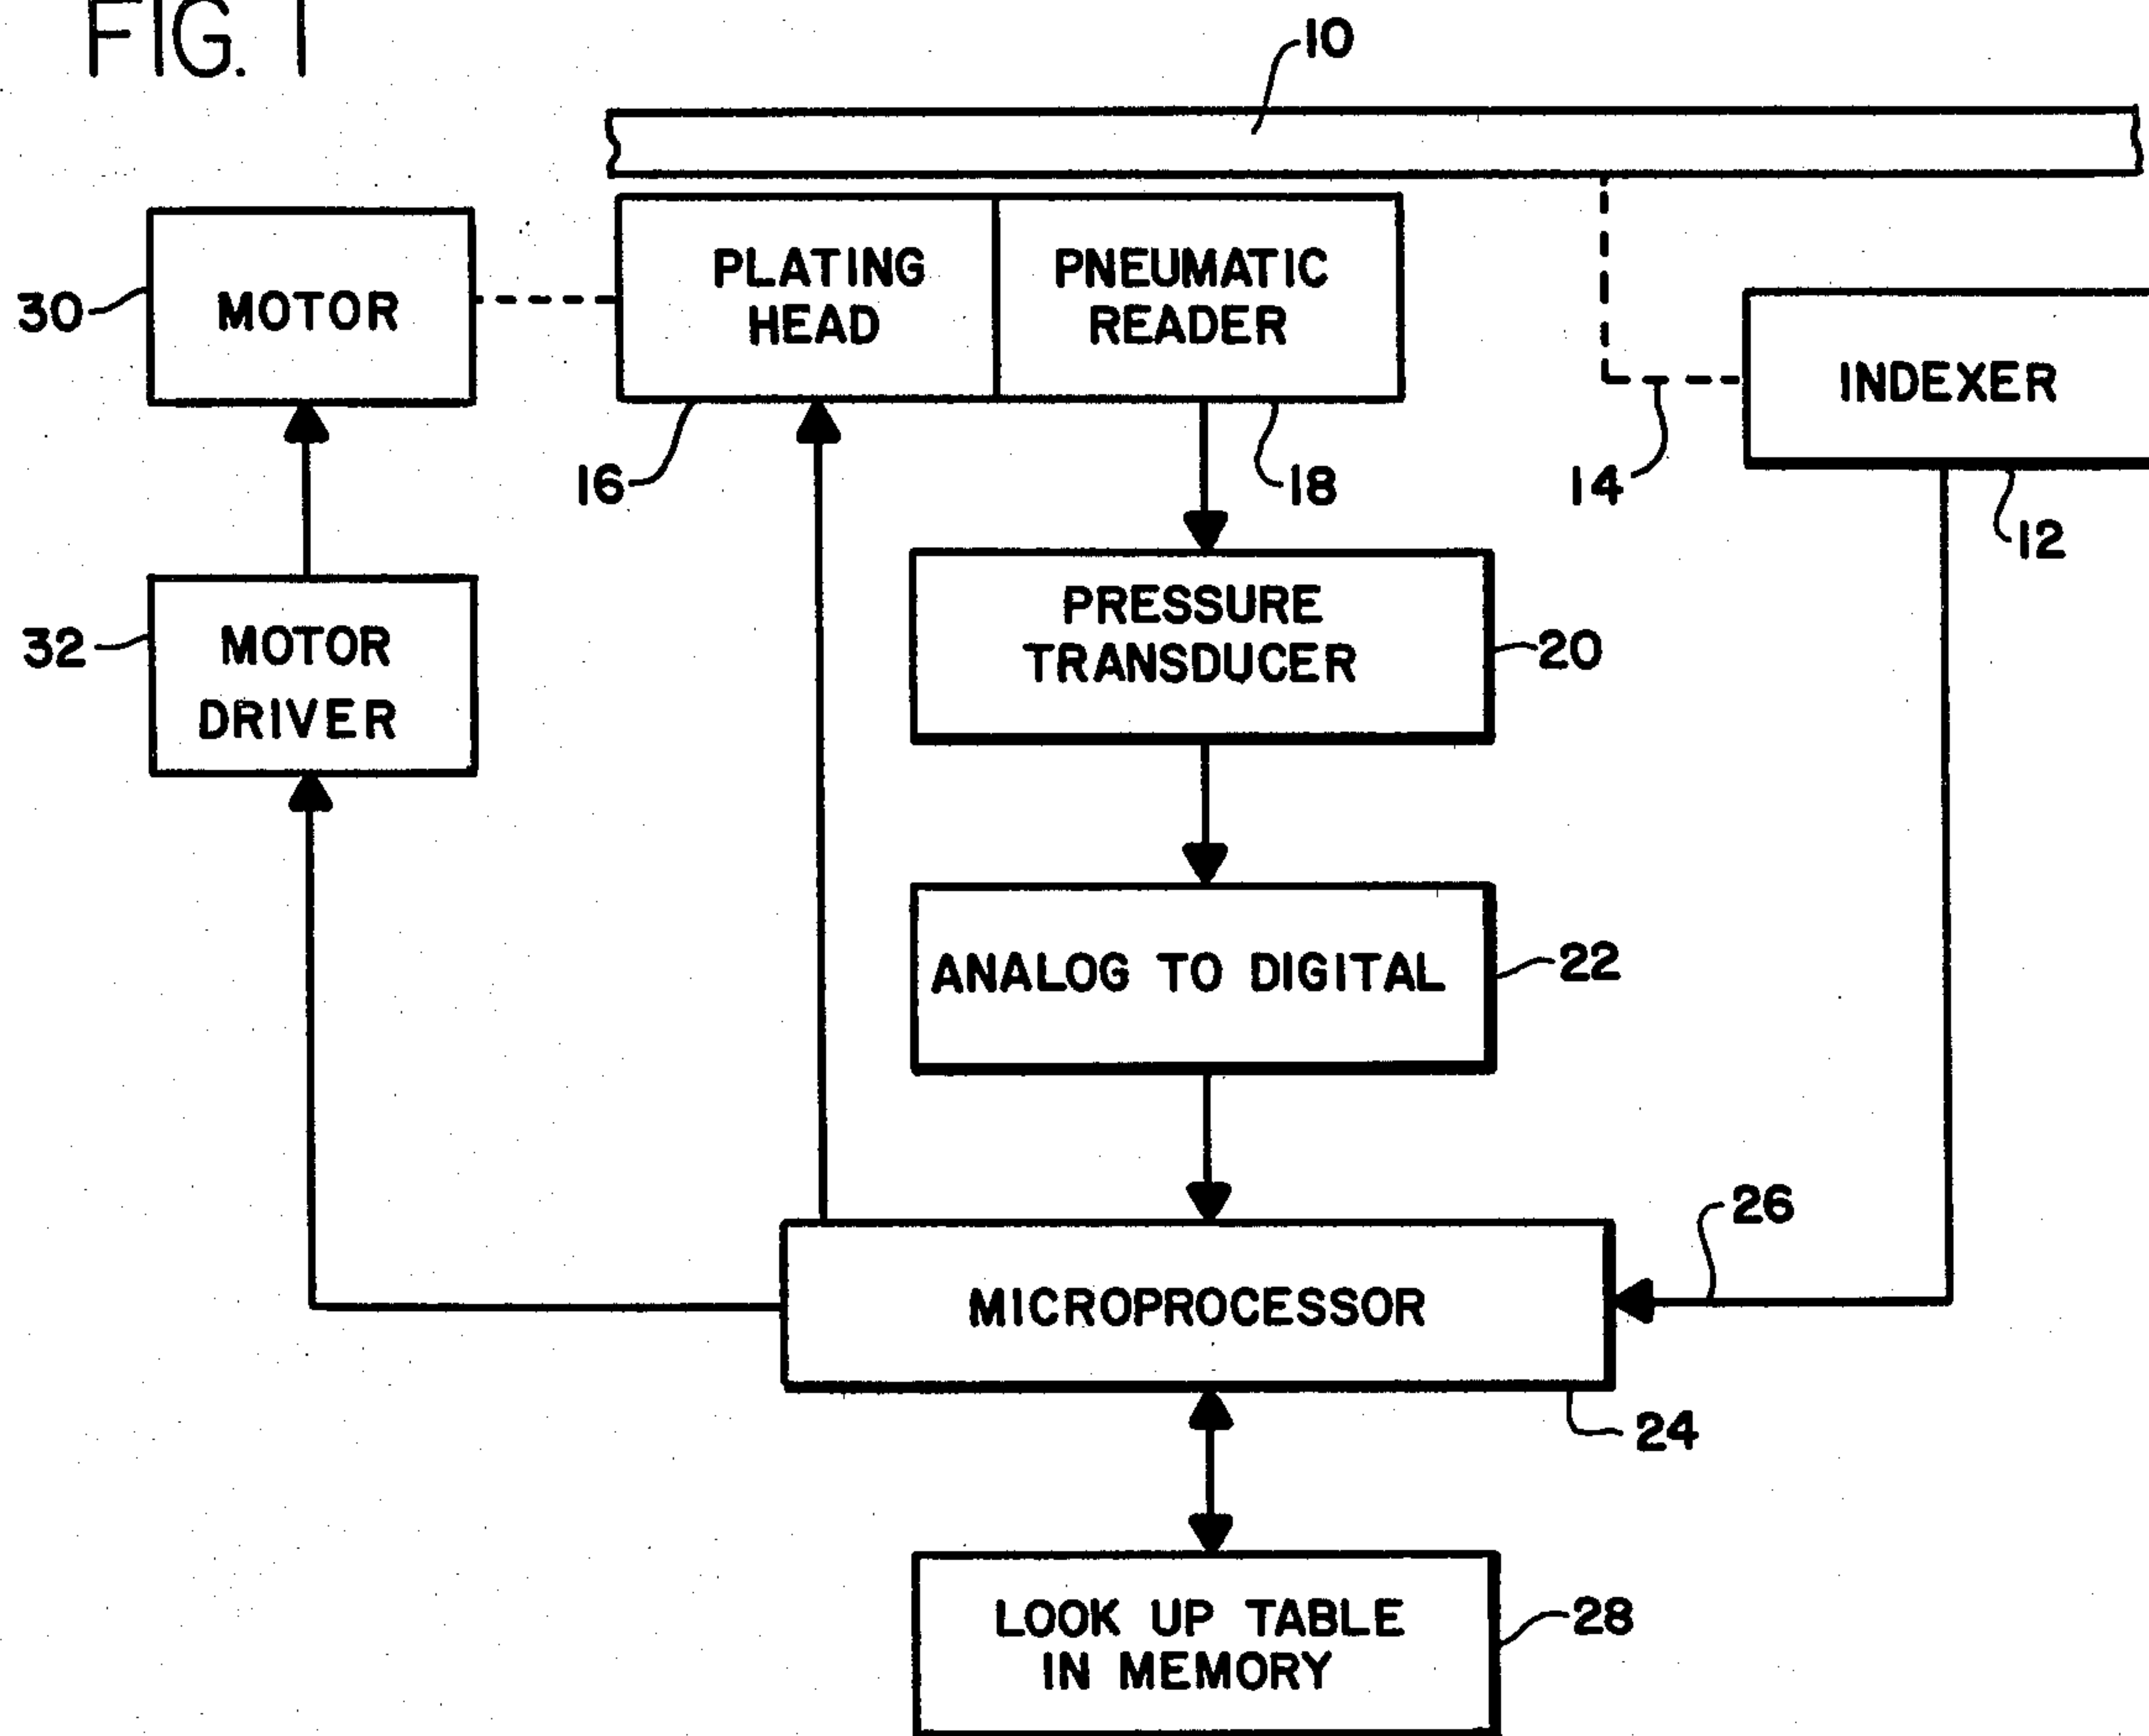 FIG. 1
10
PLATING
HEAD
PNEUMATIC
READER
30
MOTOR
INDEXER
16
18
14
12
PRESSURE
TRANSDUCER
20
32
MOTOR
DRIVER
ANALOG TO DIGITAL
22
26
MICROPROCESSOR
24
LOOK UP TABLE
IN MEMORY
28